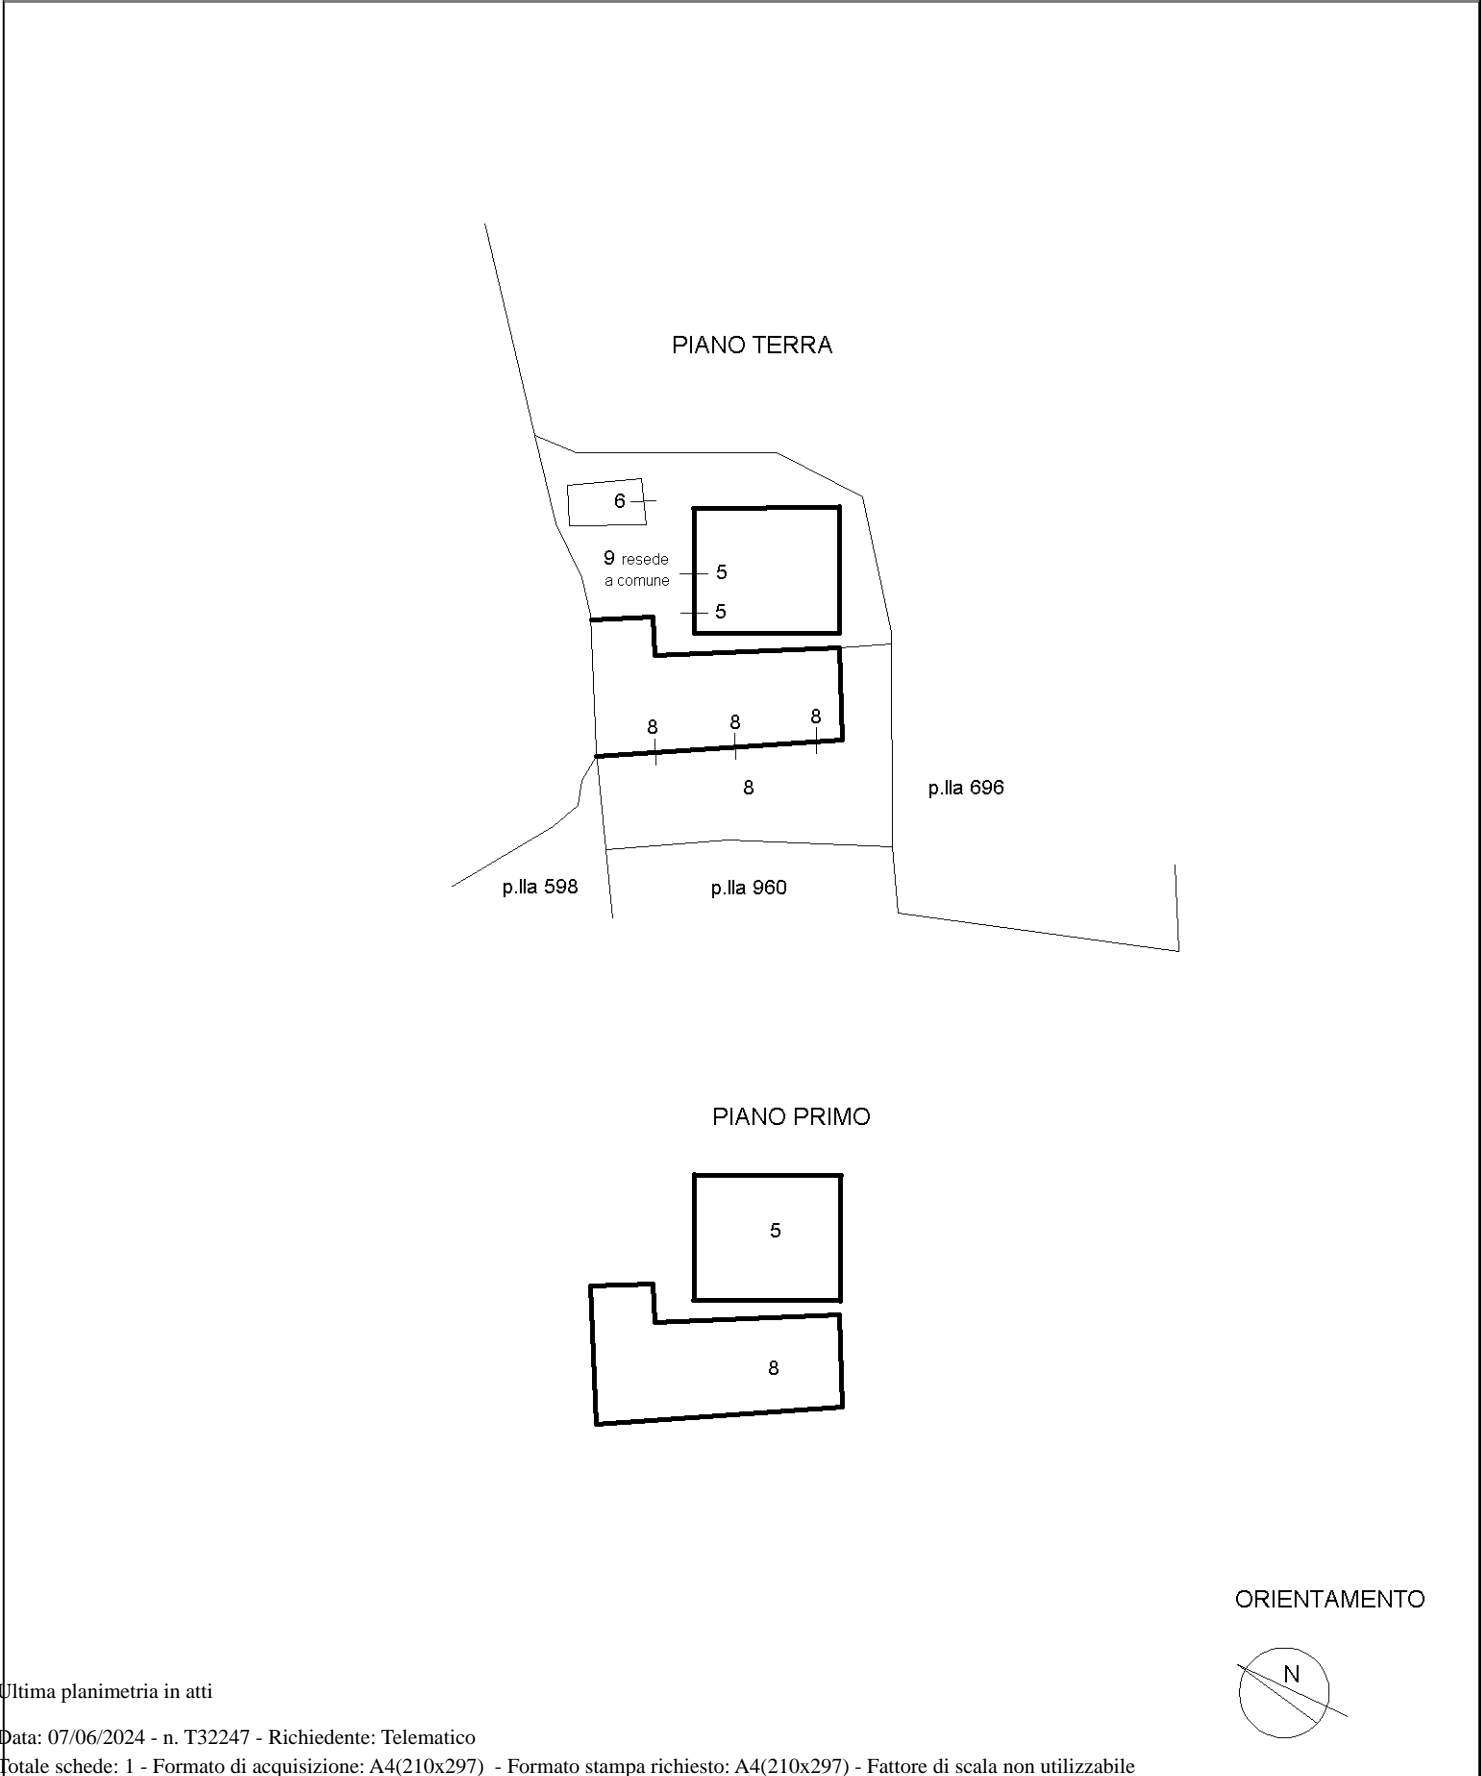 PIANO TERRA
6
9 resede
a comune
5
5
8
8
8
8
p.lla 696
p.lla 598
p.lla 960
PIANO PRIMO
5
8
ORIENTAMENTO
N
Ultima planimetria in atti
Data: 07/06/2024 - n. T32247 - Richiedente: Telematico
Totale schede: 1 - Formato di acquisizione: A4(210x297) - Formato stampa richiesto: A4(210x297) - Fattore di scala non utilizzabile